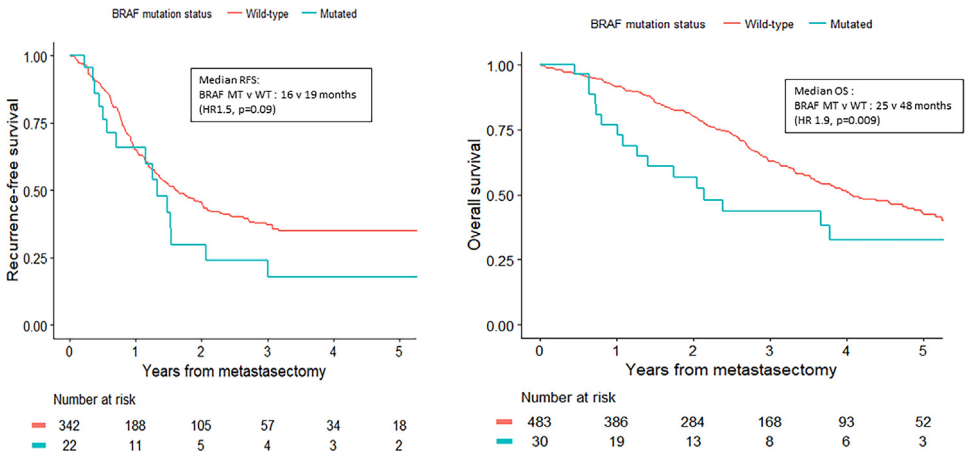 BRAF mutation status Wild-type Mutated
Recurrence-free survival
1.00
0.75
0.50
0.25
0.00
Median RFS:
BRAF MT v WT : 16 v 19 months
(HR1.5, p=0.09)
0 1 2 3 4 5
Years from metastasectomy
Number at risk
342 188 105 57 34 18
22 11 5 4 3 2
BRAF mutation status Wild-type Mutated
Overall survival
1.00
0.75
0.50
0.25
0.00
Median OS :
BRAF MT v WT : 25 v 48 months
(HR 1.9, p=0.009)
0 1 2 3 4 5
Years from metastasectomy
Number at risk
483 386 284 168 93 52
30 19 13 8 6 3